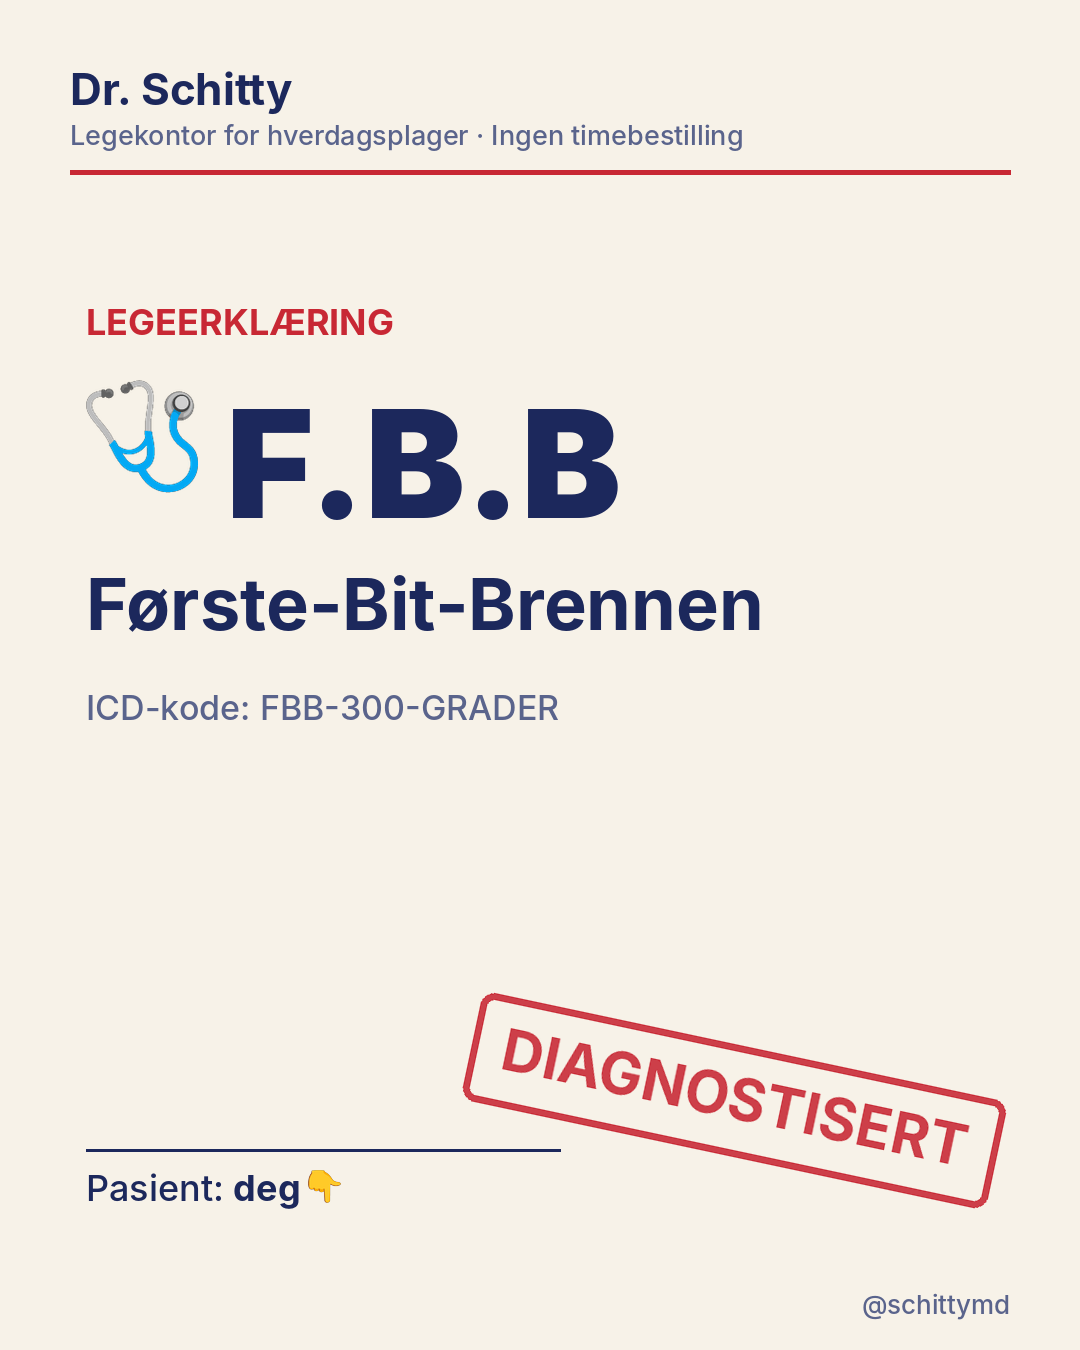 Dr. Schitty
Legekontor for hverdagsplager · Ingen timebestilling
LEGEERKLÆRING
🩺 F.B.B
Første-Bit-Brennen
ICD-kode: FBB-300-GRADER
DIAGNOSTISERT
Pasient: deg👇
@schittymd